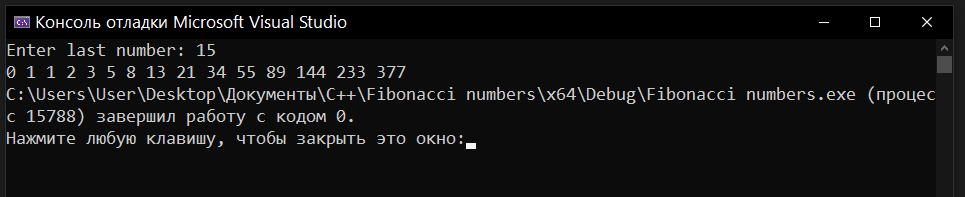 Консоль отладки Microsoft Visual Studio
Enter last number: 15
0 1 1 2 3 5 8 13 21 34 55 89 144 233 377
C:\Users\User\Desktop\Документы\C++\Fibonacci numbers\x64\Debug\Fibonacci numbers.exe (процес
с 15788) завершил работу с кодом 0.
Нажмите любую клавишу, чтобы закрыть это окно: